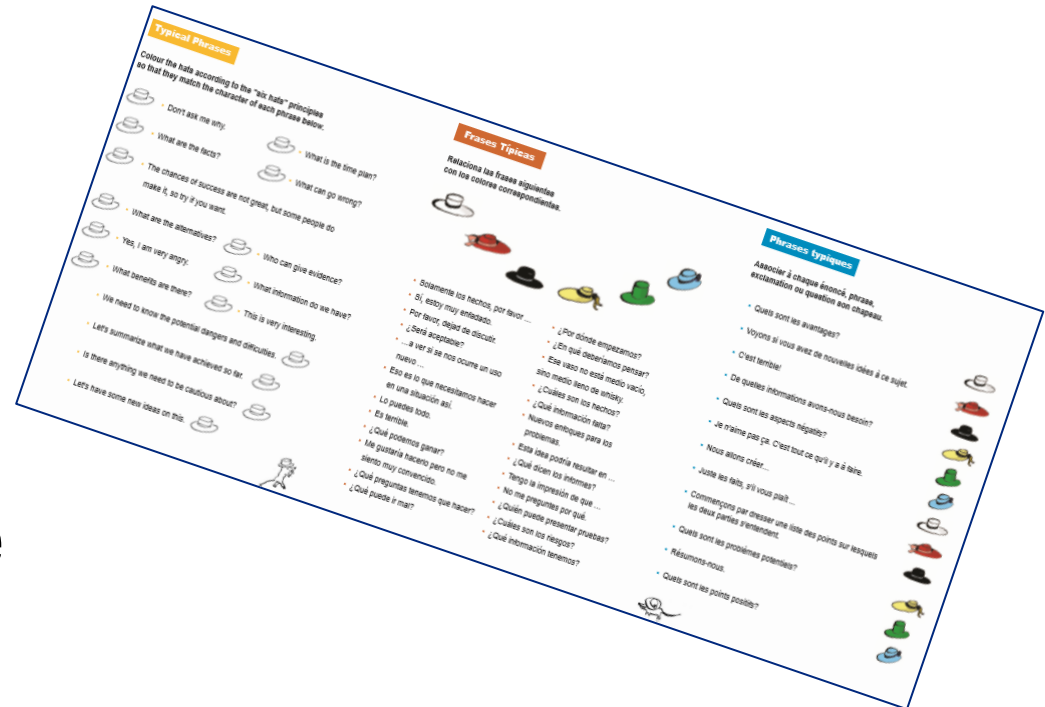 Typical Phrases
Colour the hats according to the "six hats" principles
so that they match the character of each phrase below.
Don't ask me why.
What are the facts?
What is the time plan?
What can go wrong?
The chances of success are not great, but some people do
make it, so try if you want.
What are the alternatives?
Yes, I am very angry.
What benefits are there?
Who can give evidence?
What information do we have?
This is very interesting.
We need to know the potential dangers and difficulties.
Let's summarize what we have achieved so far.
Is there anything we need to be cautious about?
Let's have some new ideas on this.
Frases Típicas
Relaciona las frases siguientes
con los colores correspondientes.
Solamente los hechos, por favor ...
Sí, estoy muy enfadado.
Por favor, dejad de discutir.
¿Será aceptable?
... a ver si se nos ocurre un uso
nuevo ...
Eso es lo que necesitamos hacer
en una situación así.
Lo puedes todo.
Es terrible.
¿Qué podemos ganar?
Me gustaría hacerlo pero no me
siento muy convencido.
¿Qué preguntas tenemos que hacer?
¿Qué puede ir mal?
¿Por dónde empezamos?
¿En qué deberíamos pensar?
Ese vaso no está medio vacío,
sino medio lleno de whisky.
¿Cuáles son los hechos?
¿Qué información falta?
Nuevos enfoques para los
problemas.
Esta idea podría resultar en ...
¿Qué dicen los informes?
Tengo la impresión de que ...
No me preguntes por qué.
¿Quién puede presentar pruebas?
¿Cuáles son los riesgos?
¿Qué información tenemos?
Phrases typiques
Associer à chaque énoncé, phrase,
exclamation ou question son chapeau.
Quels sont les avantages?
Voyons si vous avez de nouvelles idées à ce sujet.
C'est terrible!
De quelles informations avons-nous besoin?
Quels sont les aspects négatifs?
Je n'aime pas ça. C'est tout ce qu'il y a à faire.
Nous allons créer...
Juste les faits, s'il vous plaît ...
Commençons par dresser une liste des points sur lesquels
les deux parties s'entendent.
Quels sont les problèmes potentiels?
Résumons-nous.
Quels sont les points positifs?
e